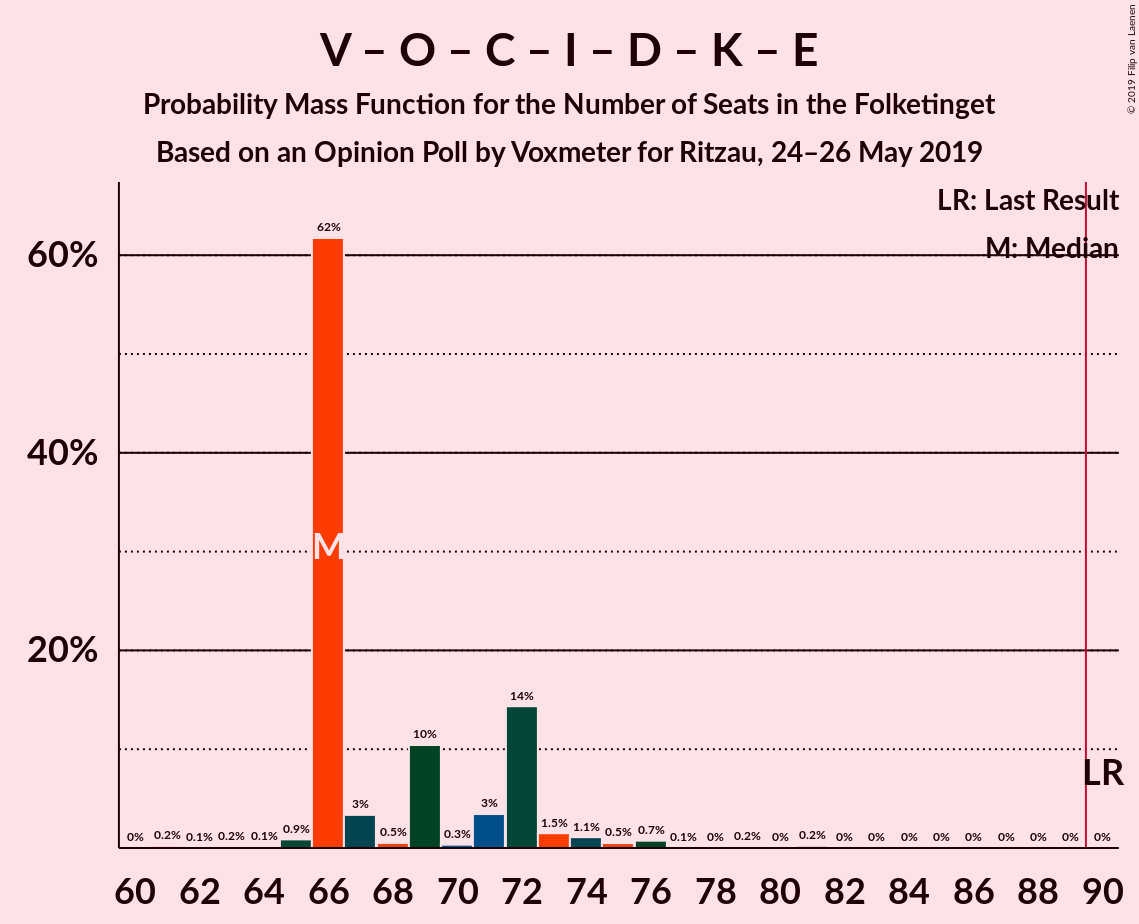 V – O – C – I – D – K – E
Probability Mass Function for the Number of Seats in the Folketinget
Based on an Opinion Poll by Voxmeter for Ritzau, 24–26 May 2019
© 2019 Filip van Laenen
LR: Last Result
M: Median
60%
40%
20%
0% 0.2% 0.1% 0.2% 0.1% 0.9% 62% 3% 0.5% 10% 0.3% 3% 14% 1.5% 1.1% 0.5% 0.7% 0.1% 0% 0.2% 0% 0.2% 0% 0% 0% 0% 0% 0% 0% 0% 0%
M
LR
60 62 64 66 68 70 72 74 76 78 80 82 84 86 88 90